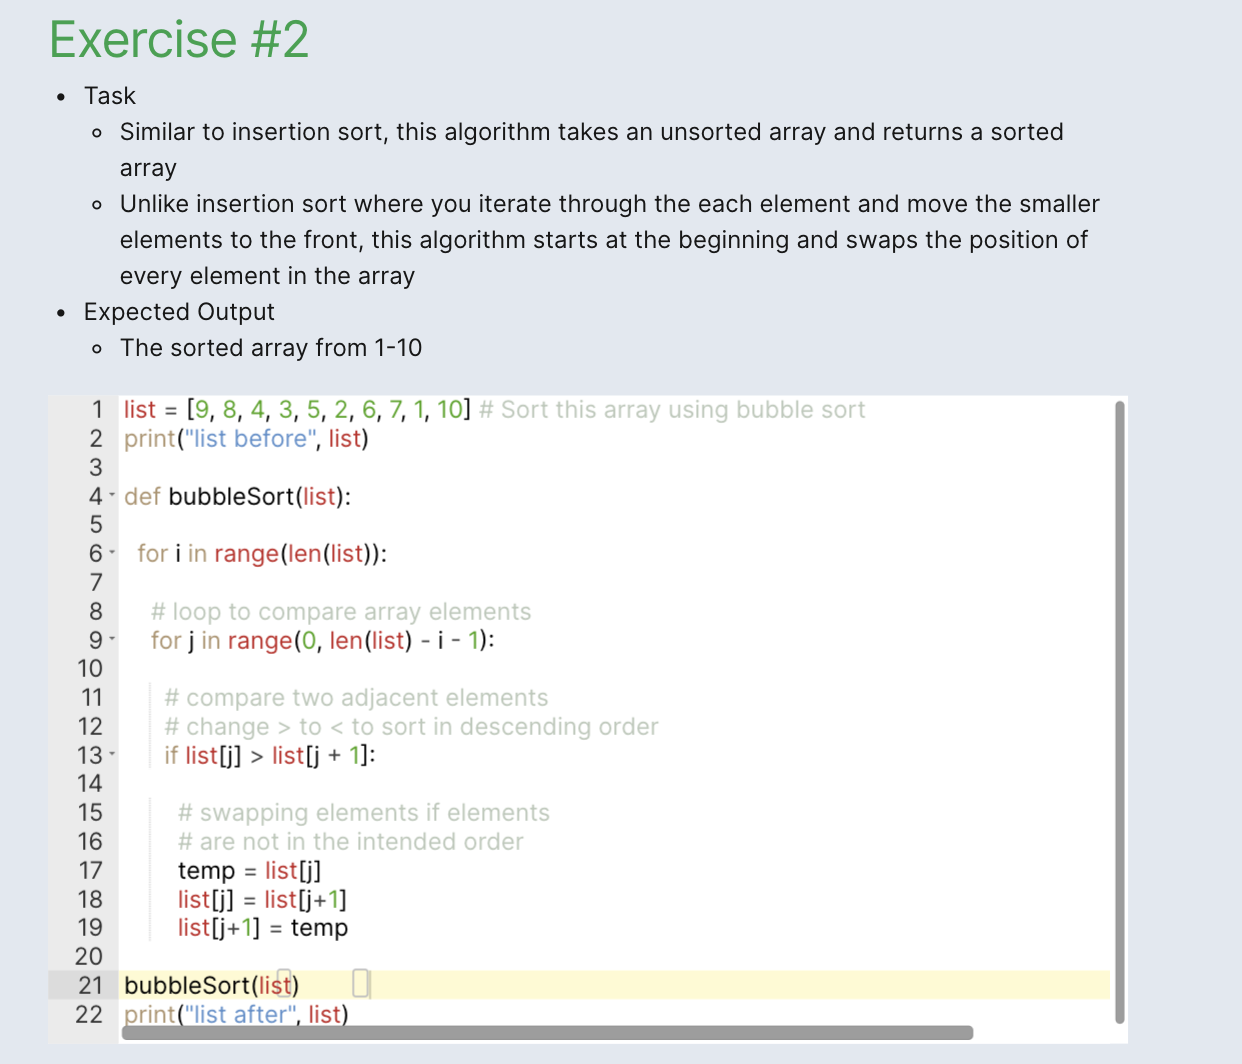 Exercise #2
• Task
◦ Similar to insertion sort, this algorithm takes an unsorted array and returns a sorted
array
◦ Unlike insertion sort where you iterate through the each element and move the smaller
elements to the front, this algorithm starts at the beginning and swaps the position of
every element in the array
• Expected Output
◦ The sorted array from 1-10
1 list = [9, 8, 4, 3, 5, 2, 6, 7, 1, 10] # Sort this array using bubble sort
2 print("list before", list)
3
4 def bubbleSort(list):
5
6   for i in range(len(list)):
7
8     # loop to compare array elements
9     for j in range(0, len(list) - i - 1):
10
11       # compare two adjacent elements
12       # change > to < to sort in descending order
13       if list[j] > list[j + 1]:
14
15         # swapping elements if elements
16         # are not in the intended order
17         temp = list[j]
18         list[j] = list[j+1]
19         list[j+1] = temp
20
21 bubbleSort(list)
22 print("list after", list)